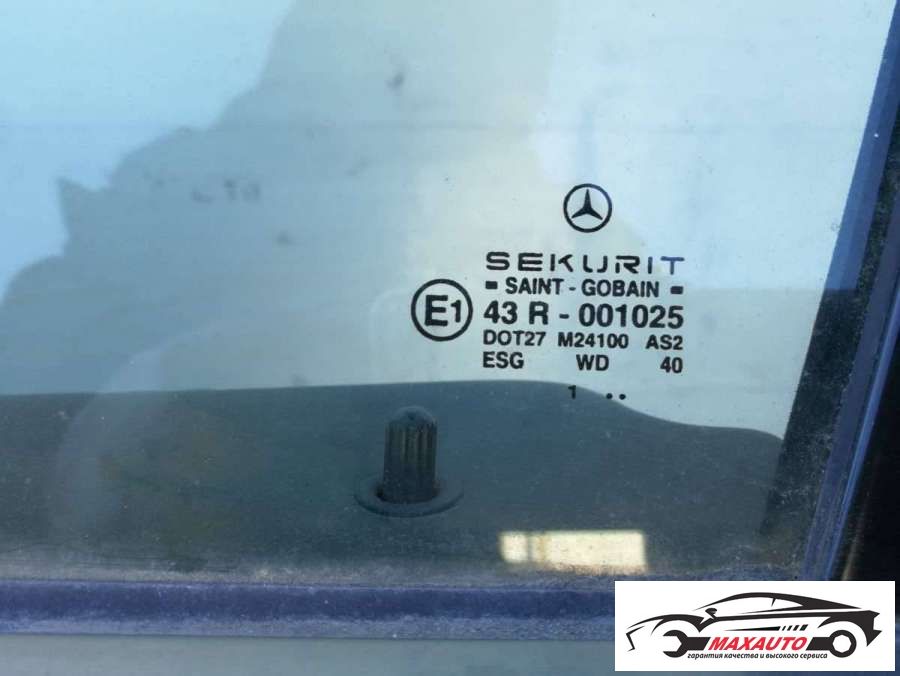 SEKURIT
SAINT - GOBAIN
E1
43 R - 001025
DOT27 M24100 AS2
ESG WD 40
1 ..
MAXAUTO
гарантия качества и высокого сервиса